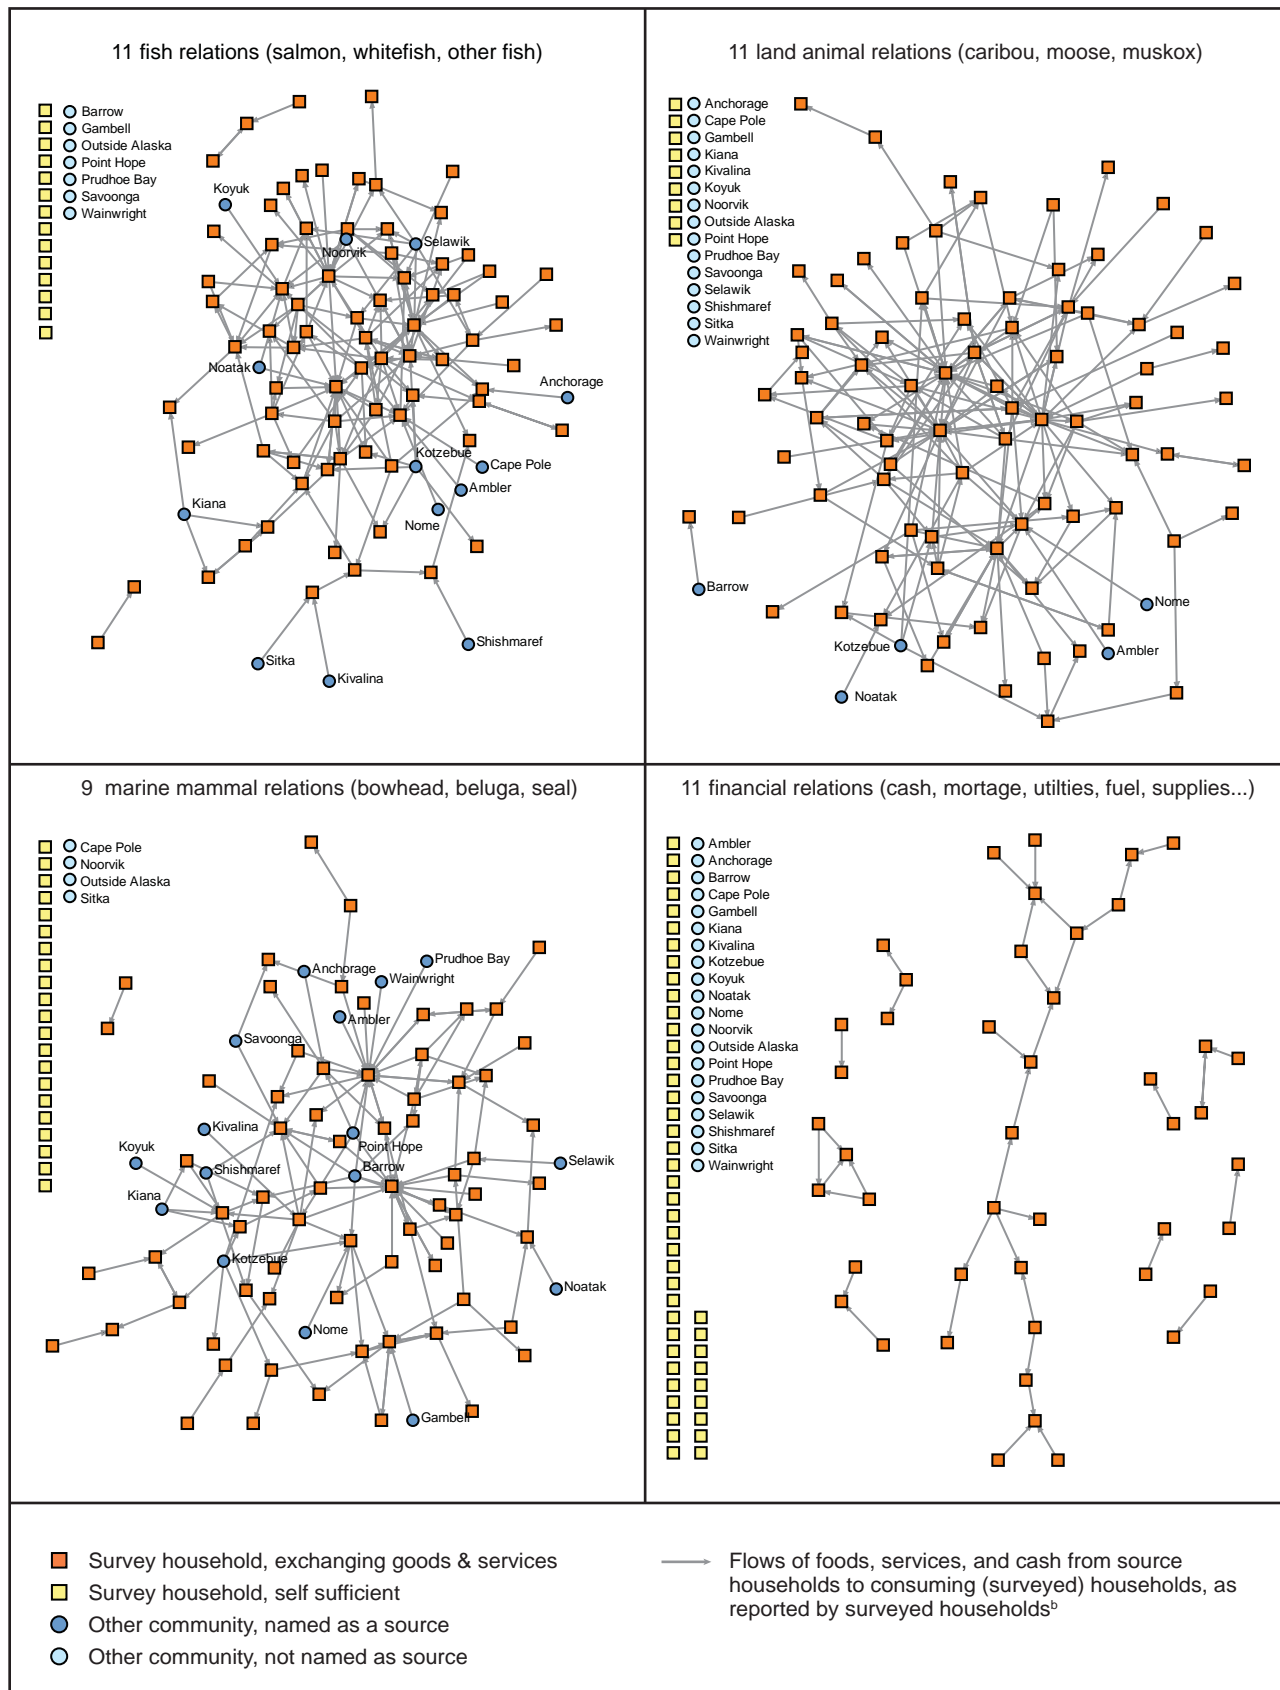 11 fish relations (salmon, whitefish, other fish)
Barrow
Gambell
Outside Alaska
Point Hope
Prudhoe Bay
Savoonga
Wainwright
Koyuk
Noorvik
Selawik
Noatak
Anchorage
Kotzebue
Cape Pole
Ambler
Nome
Kiana
Shishmaref
Sitka
Kivalina
11 land animal relations (caribou, moose, muskox)
Anchorage
Cape Pole
Gambell
Kiana
Kivalina
Koyuk
Noorvik
Outside Alaska
Point Hope
Prudhoe Bay
Savoonga
Selawik
Shishmaref
Sitka
Wainwright
Barrow
Nome
Kotzebue
Ambler
Noatak
9 marine mammal relations (bowhead, beluga, seal)
Cape Pole
Noorvik
Outside Alaska
Sitka
Prudhoe Bay
Anchorage
Wainwright
Ambler
Savoonga
Kivalina
Point Hope
Koyuk
Barrow
Selawik
Shishmaref
Kiana
Kotzebue
Noatak
Nome
Gambell
11 financial relations (cash, mortage, utilties, fuel, supplies...)
Ambler
Anchorage
Barrow
Cape Pole
Gambell
Kiana
Kivalina
Kotzebue
Koyuk
Noatak
Nome
Noorvik
Outside Alaska
Point Hope
Prudhoe Bay
Savoonga
Selawik
Shishmaref
Sitka
Wainwright
Survey household, exchanging goods & services
Survey household, self sufficient
Other community, named as a source
Other community, not named as source
Flows of foods, services, and cash from source
households to consuming (surveyed) households, as
reported by surveyed householdsᵇ